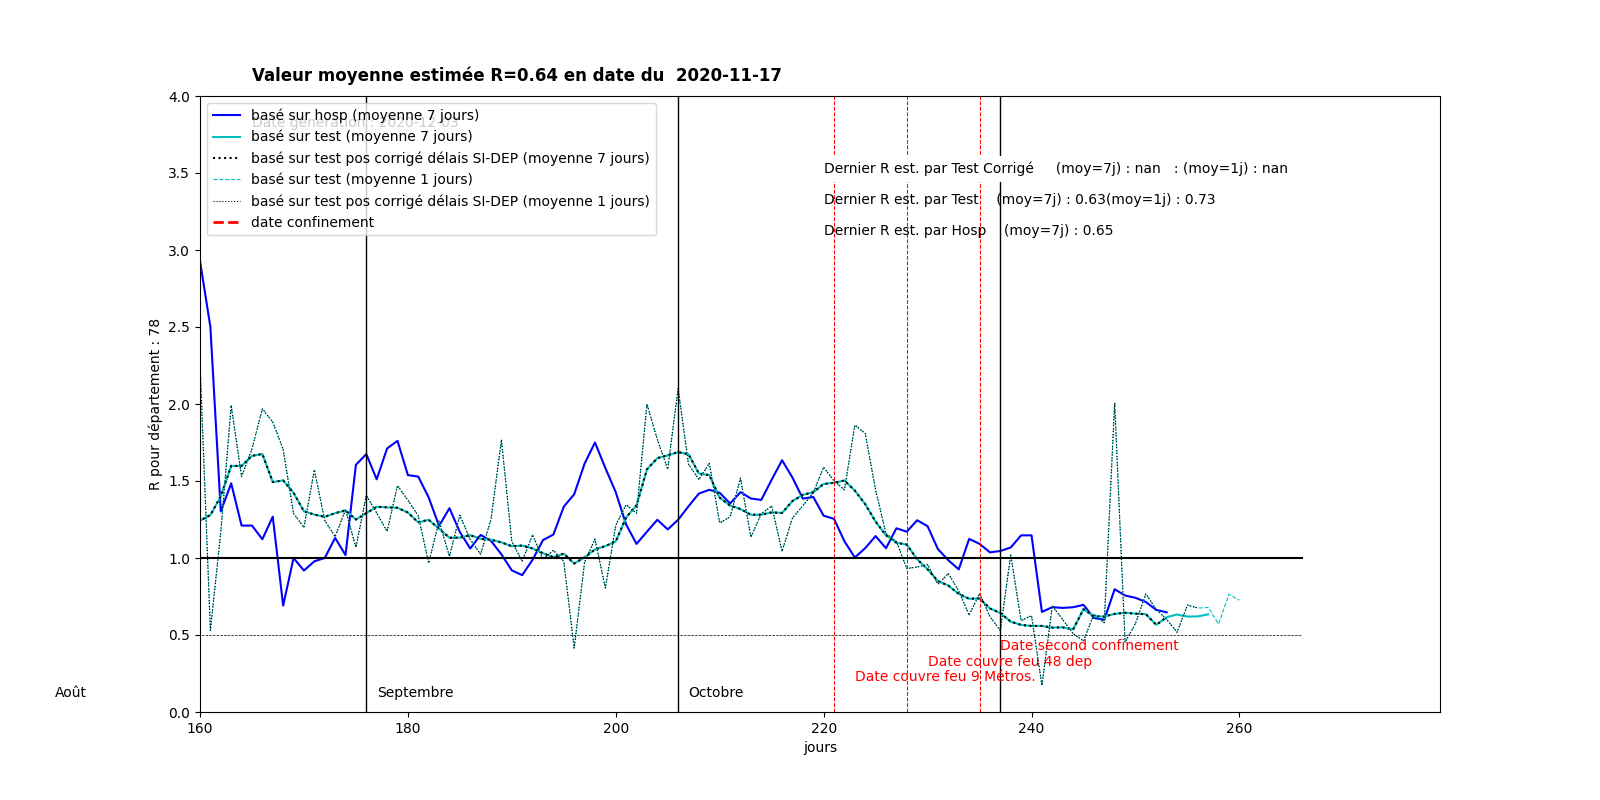 Valeur moyenne estimée R=0.64 en date du  2020-11-17
Date génération : 2020-12-03
basé sur hosp (moyenne 7 jours)
basé sur test (moyenne 7 jours)
basé sur test pos corrigé délais SI-DEP (moyenne 7 jours)
basé sur test (moyenne 1 jours)
basé sur test pos corrigé délais SI-DEP (moyenne 1 jours)
date confinement
Dernier R est. par Test Corrigé     (moy=7j) : nan   : (moy=1j) : nan
Dernier R est. par Test    (moy=7j) : 0.63(moy=1j) : 0.73
Dernier R est. par Hosp    (moy=7j) : 0.65
R pour département : 78
4.0
3.5
3.0
2.5
2.0
1.5
1.0
0.5
0.0
Date second confinement
Date couvre feu 48 dep
Date couvre feu 9 Métros.
Août
Septembre
Octobre
160
180
200
220
240
260
jours